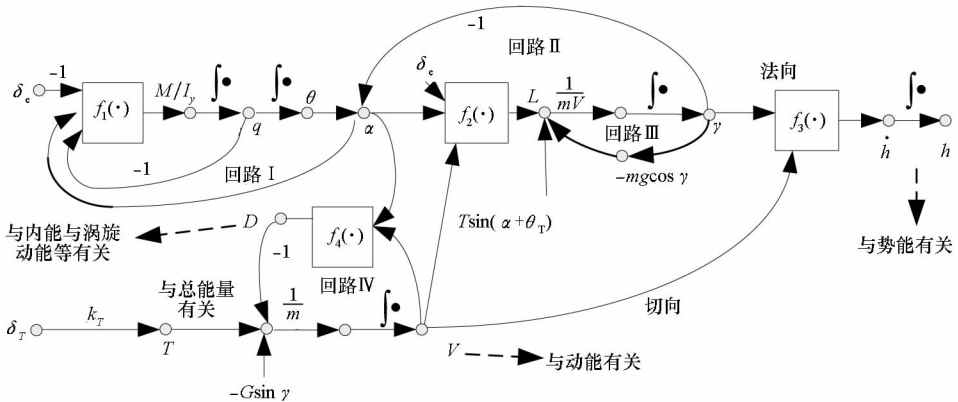 -1
回路Ⅱ
法向
δe
-1
f₁(·)
M/Iy
∫•
q
∫•
θ
α
δe
f₂(·)
L
1/mV
∫•
回路Ⅲ
γ
-mgcos γ
f₃(·)
ḣ
∫•
h
-1
回路Ⅰ
Tsin(α+θT)
与势能有关
与内能与涡旋
动能等有关
D
-1
f₄(·)
回路Ⅳ
切向
δT
kT
与总能量
有关
T
1/m
∫•
V
与动能有关
-Gsin γ